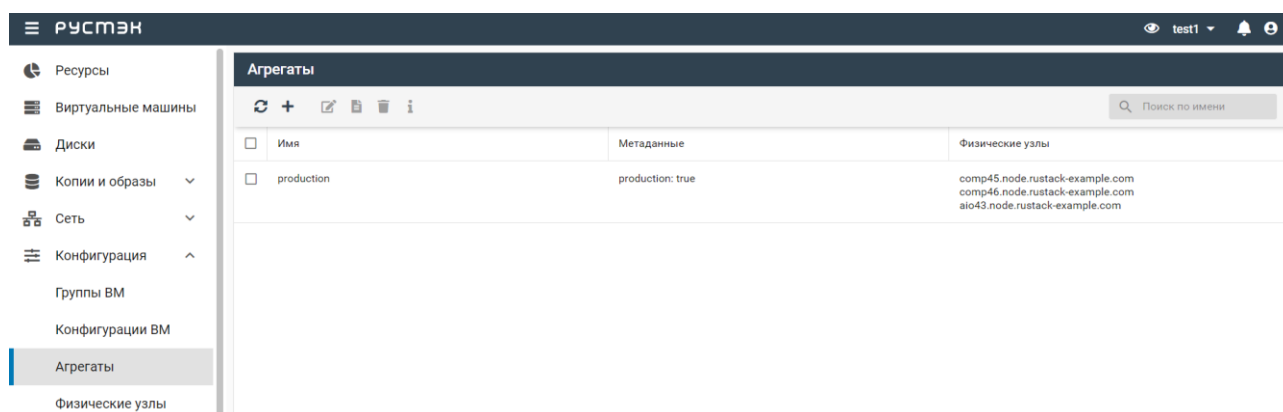 РУСТЭК
test1
Ресурсы
Виртуальные машины
Диски
Копии и образы
Сеть
Конфигурация
Группы ВМ
Конфигурации ВМ
Агрегаты
Физические узлы
Агрегаты
Поиск по имени
Имя Метаданные Физические узлы
production production: true comp45.node.rustack-example.com
comp46.node.rustack-example.com
aio43.node.rustack-example.com